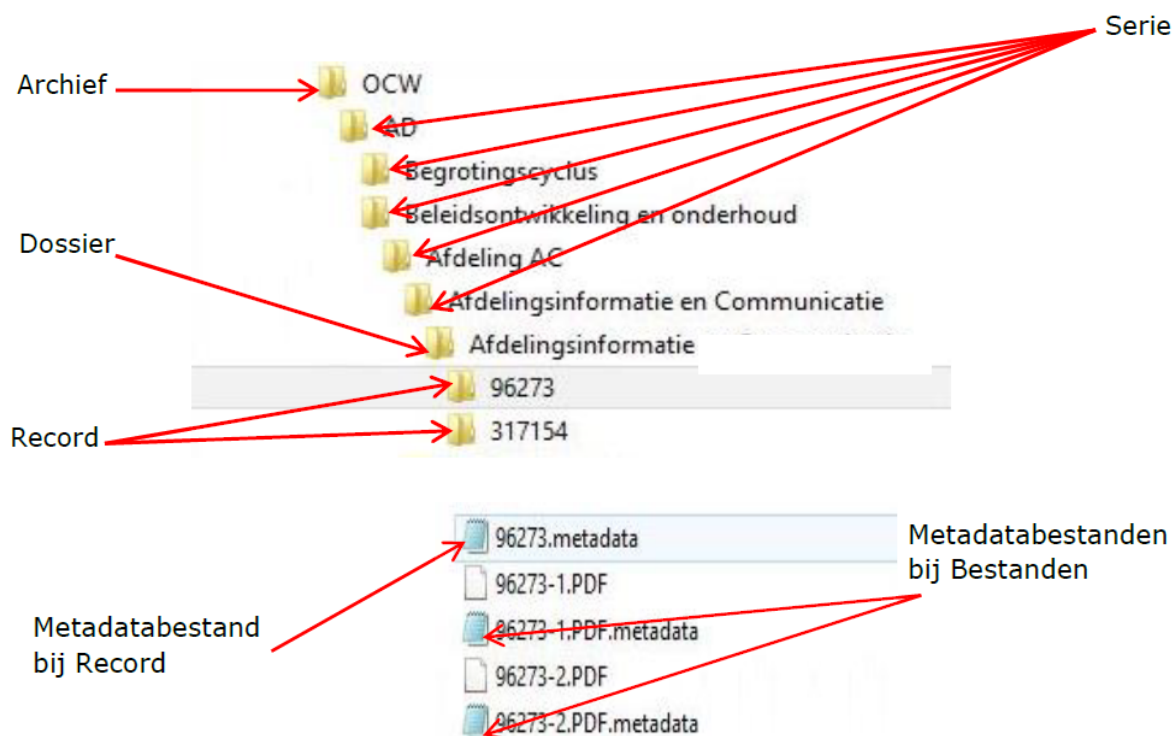 Serie
Archief
OCW
AD
Begrotingscyclus
Beleidsontwikkeling en onderhoud
Dossier
Afdeling AC
Afdelingsinformatie en Communicatie
Afdelingsinformatie
96273
Record
317154
96273.metadata
Metadatabestanden
bij Bestanden
96273-1.PDF
Metadatabestand
bij Record
96273-1.PDF.metadata
96273-2.PDF
96273-2.PDF.metadata